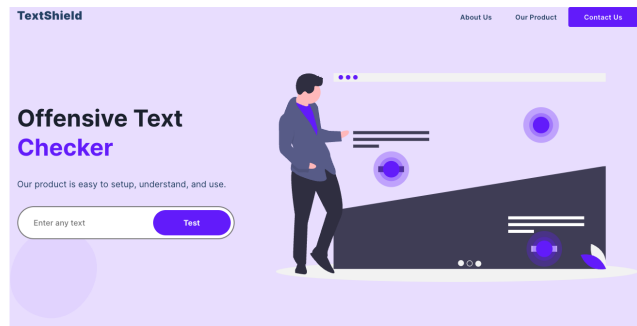 TextShield
About Us
Our Product
Contact Us
Offensive Text
Checker
Our product is easy to setup, understand, and use.
Enter any text
Test